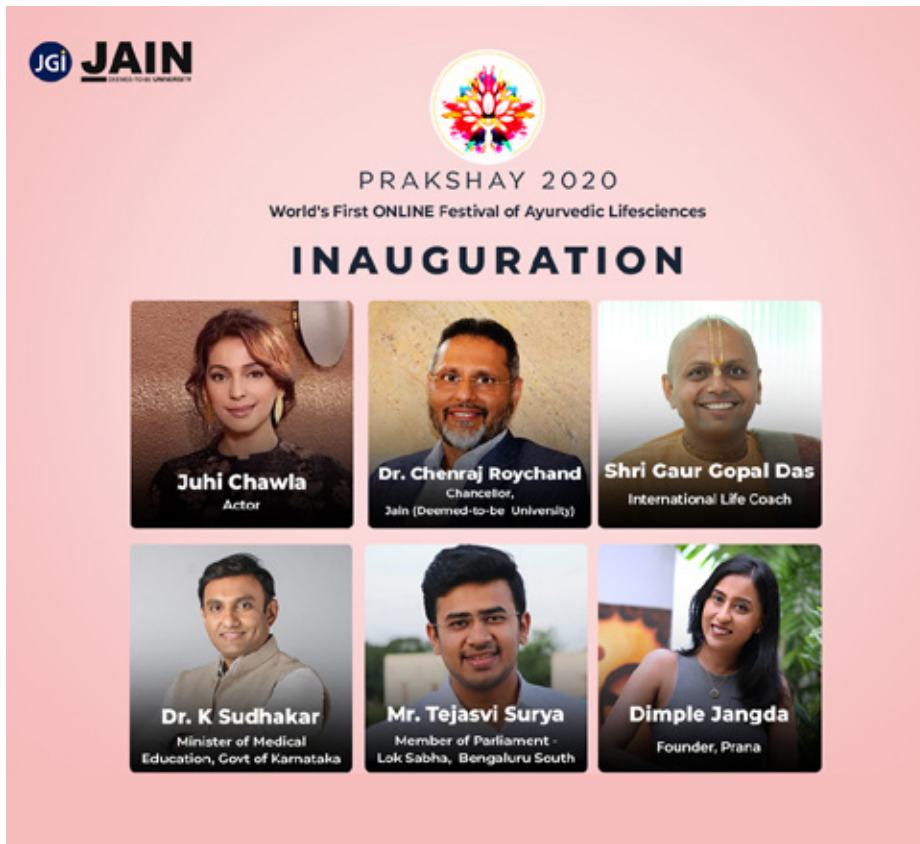 JGi JAIN
DEEMED-TO-BE UNIVERSITY
PRAKSHAY 2020
World's First ONLINE Festival of Ayurvedic Lifesciences
INAUGURATION
Juhi Chawla
Actor
Dr. Chenraj Roychand
Chancellor,
Jain (Deemed-to-be University)
Shri Gaur Gopal Das
International Life Coach
Dr. K Sudhakar
Minister of Medical
Education, Govt of Karnataka
Mr. Tejasvi Surya
Member of Parliament -
Lok Sabha, Bengaluru South
Dimple Jangda
Founder, Prana